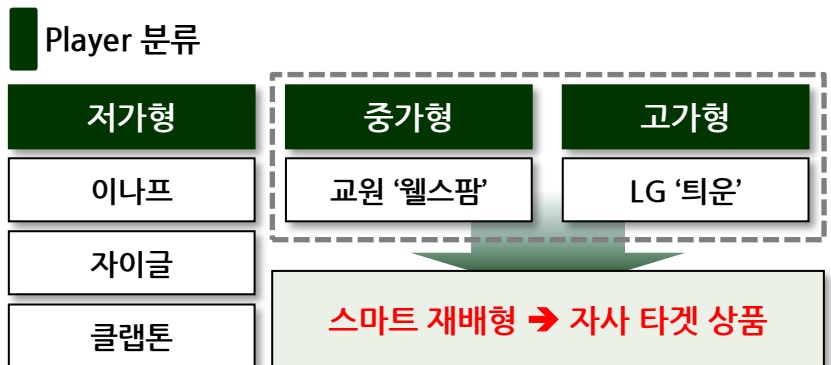 Player 분류
저가형
중가형
고가형
이나프
교원 ‘웰스팜’
LG ‘틔운’
자이글
클랩톤
스마트 재배형 ➔ 자사 타겟 상품